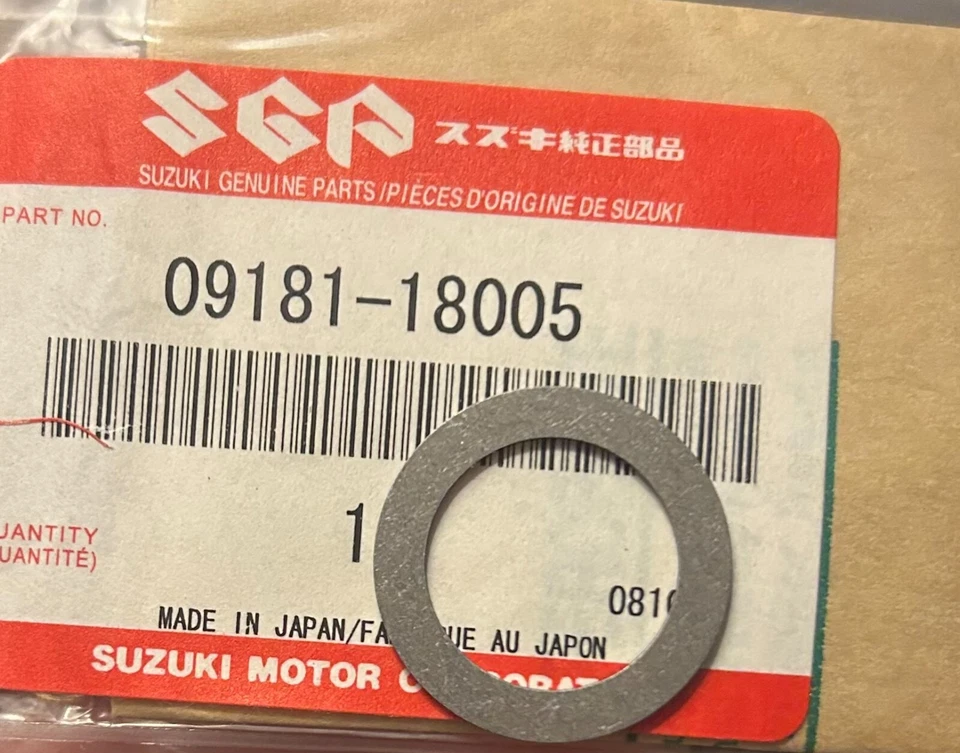 SGP スズキ純正部品
SUZUKI GENUINE PARTS/PIÈCES D'ORIGINE DE SUZUKI
PART NO.
09181-18005
1
UANTITY
UANTITÉ)
081
MADE IN JAPAN/FA UE AU JAPON
SUZUKI MOTOR C ORPORAT